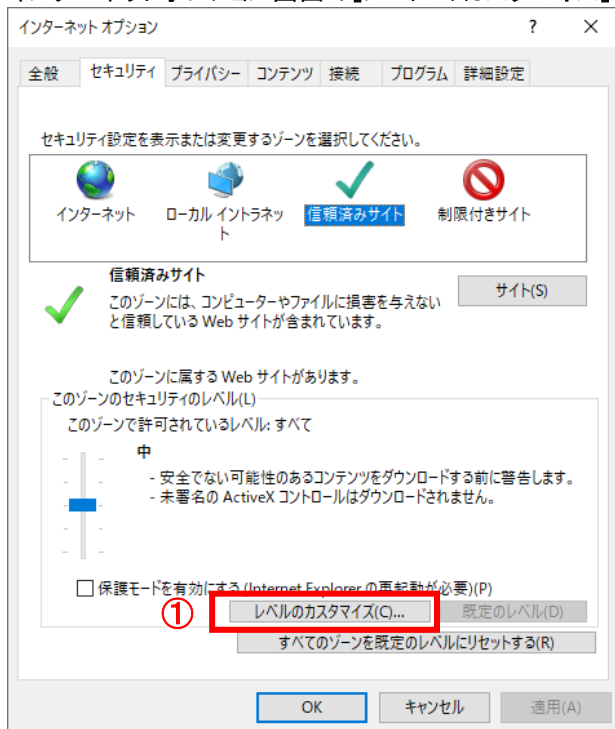 インターネット オプション
?
×
全般 セキュリティ プライバシー コンテンツ 接続 プログラム 詳細設定
セキュリティ設定を表示または変更するゾーンを選択してください。
インターネット ローカル イントラネッ 信頼済みサイト 制限付きサイト
ト
信頼済みサイト
サイト(S)
このゾーンには、コンピューターやファイルに損害を与えない
と信頼している Web サイトが含まれています。
このゾーンに属する Web サイトがあります。
このゾーンのセキュリティのレベル(L)
このゾーンで許可されているレベル: すべて
中
- 安全でない可能性のあるコンテンツをダウンロードする前に警告します。
- 未署名の ActiveX コントロールはダウンロードされません。
保護モードを有効にする (Internet Explorer の再起動が必要)(P)
① レベルのカスタマイズ(C)... 既定のレベル(D)
すべてのゾーンを既定のレベルにリセットする(R)
OK キャンセル 適用(A)